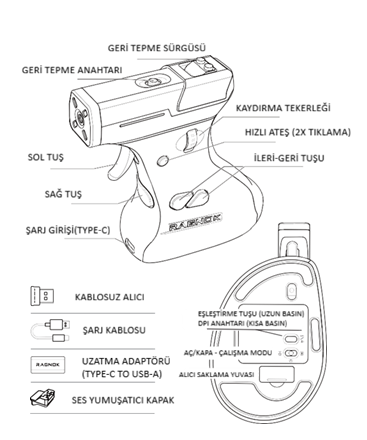 GERİ TEPME SÜRGÜSÜ
GERİ TEPME ANAHTARI
KAYDIRMA TEKERLEĞİ
HIZLI ATEŞ (2X TIKLAMA)
İLERİ-GERİ TUŞU
SOL TUŞ
SAĞ TUŞ
ŞARJ GİRİŞİ(TYPE-C)
RAGNOK
KABLOSUZ ALICI
ŞARJ KABLOSU
RAGNOK
UZATMA ADAPTÖRÜ
(TYPE-C TO USB-A)
SES YUMUŞATICI KAPAK
EŞLEŞTİRME TUŞU (UZUN BASIN)
DPI ANAHTARI (KISA BASIN)
AÇ/KAPA - ÇALIŞMA MODU
ALICI SAKLAMA YUVASI